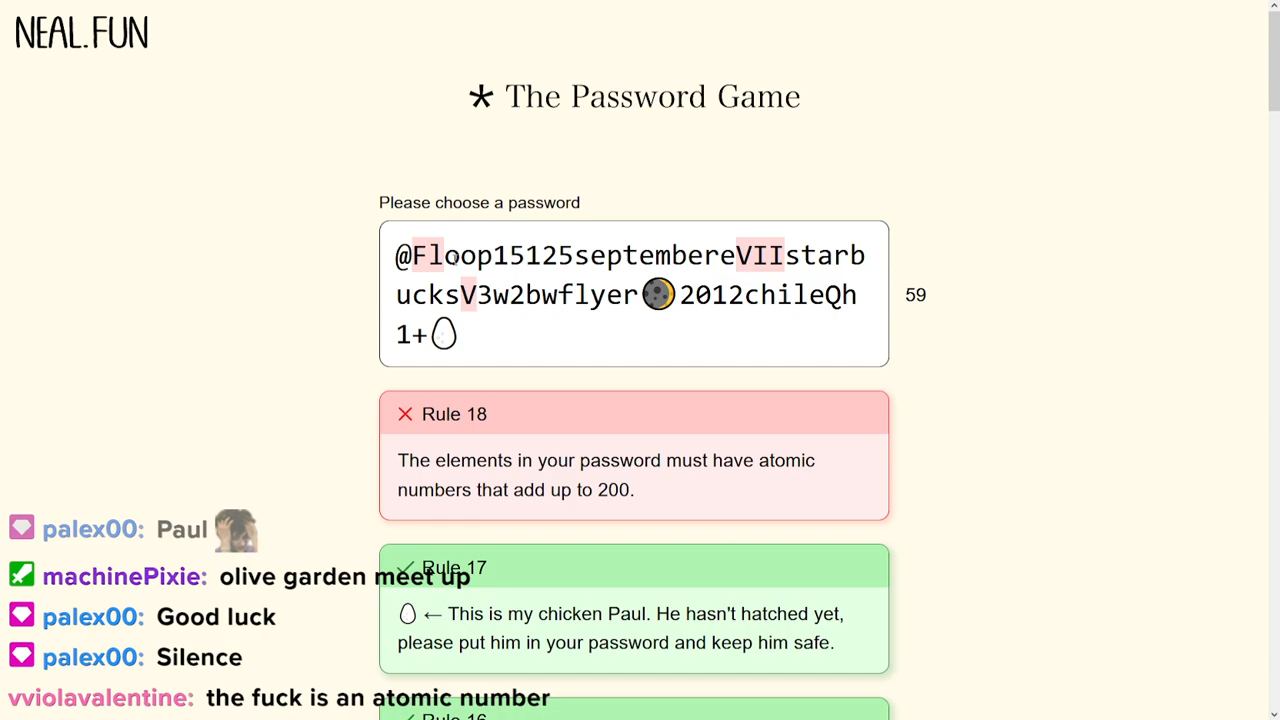 NEAL.FUN
* The Password Game
Please choose a password
@Floop15125septembereVIIstarb
ucksV3w2bwflyer🌘2012chileQh
1+🥚
59
Rule 18
The elements in your password must have atomic
numbers that add up to 200.
Rule 17
🥚 ← This is my chicken Paul. He hasn't hatched yet,
please put him in your password and keep him safe.
Rule 16
palex00: Paul
machinePixie: olive garden meet up
palex00: Good luck
palex00: Silence
vviolavalentine: the fuck is an atomic number